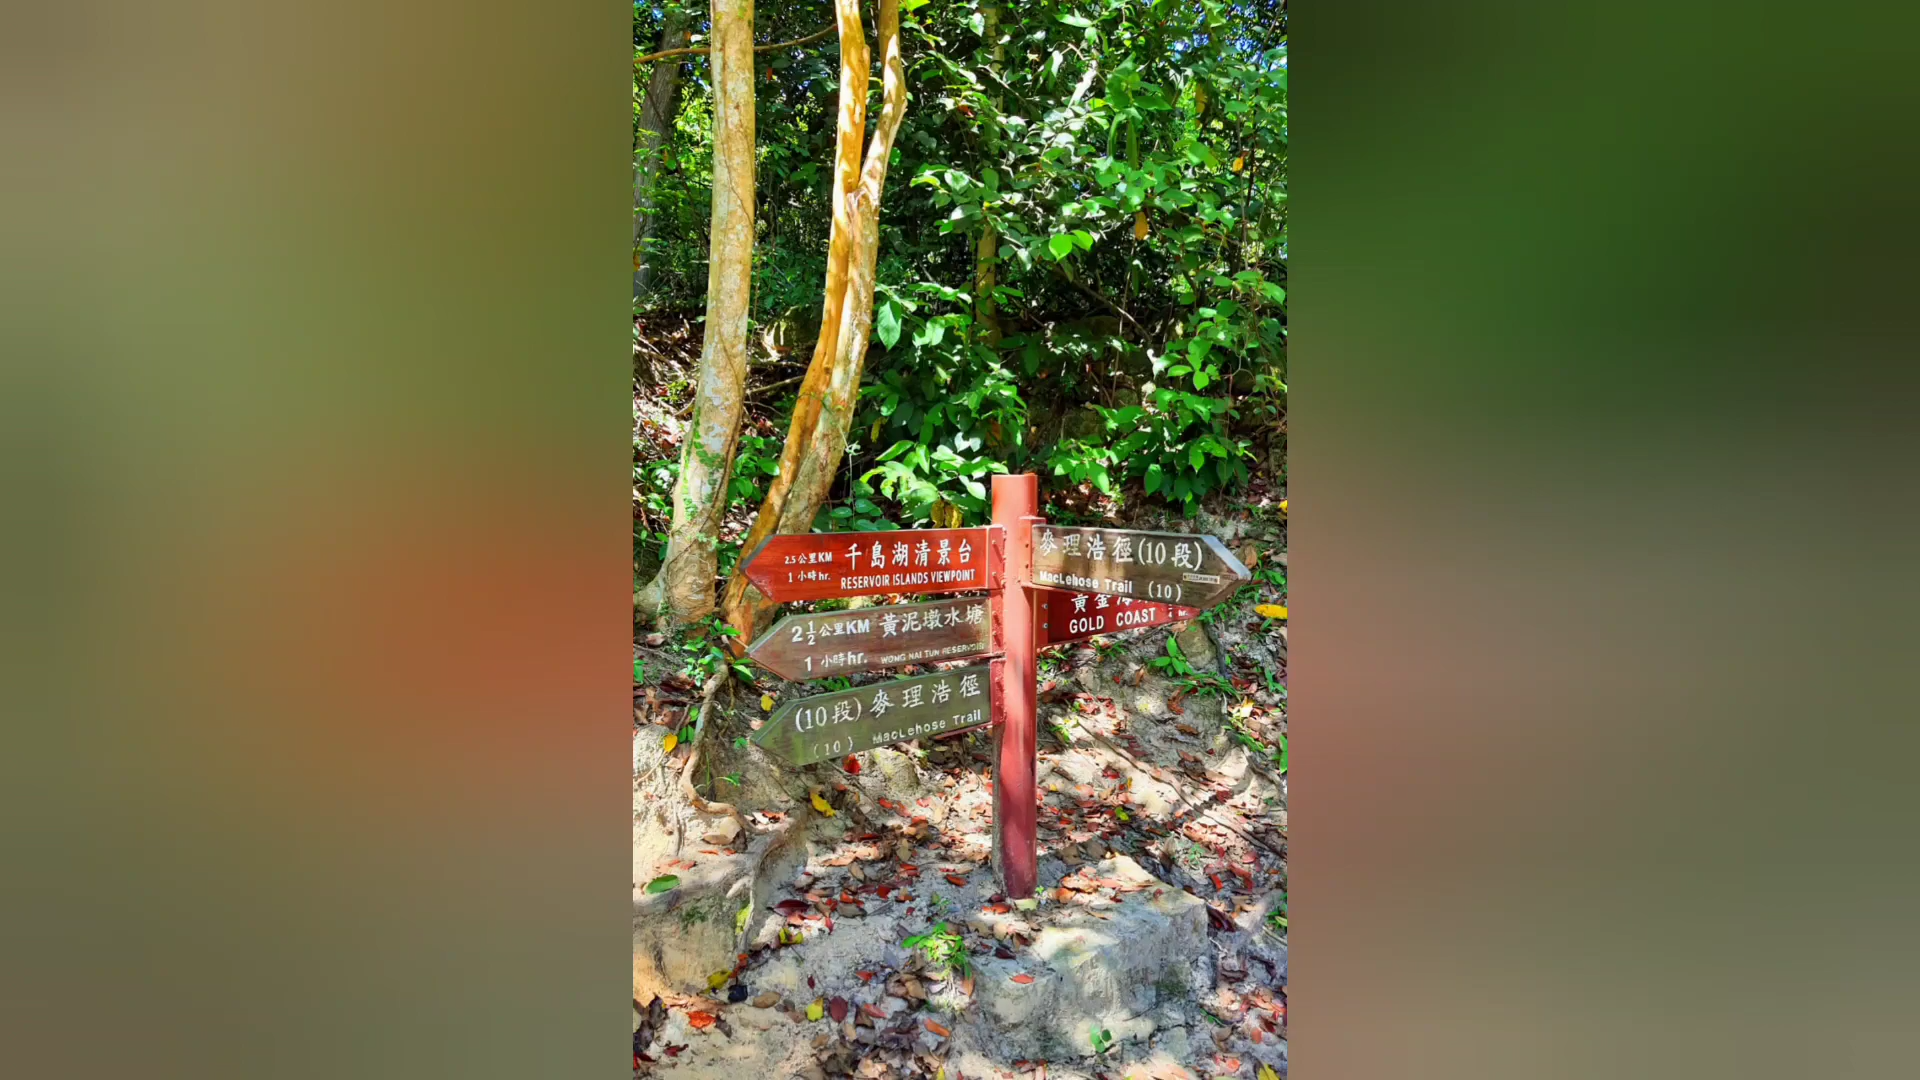 2.5公里KM 千島湖清景台
1小時hr. RESERVOIR ISLANDS VIEWPOINT
2½公里KM 黃泥墩水塘
1 小時hr. WONG NAI TUN RESERVOIR
(10段)麥理浩徑
(10) MacLehose Trail
麥理浩徑(10段)
MacLehose Trail (10)
黃金海
GOLD COAST